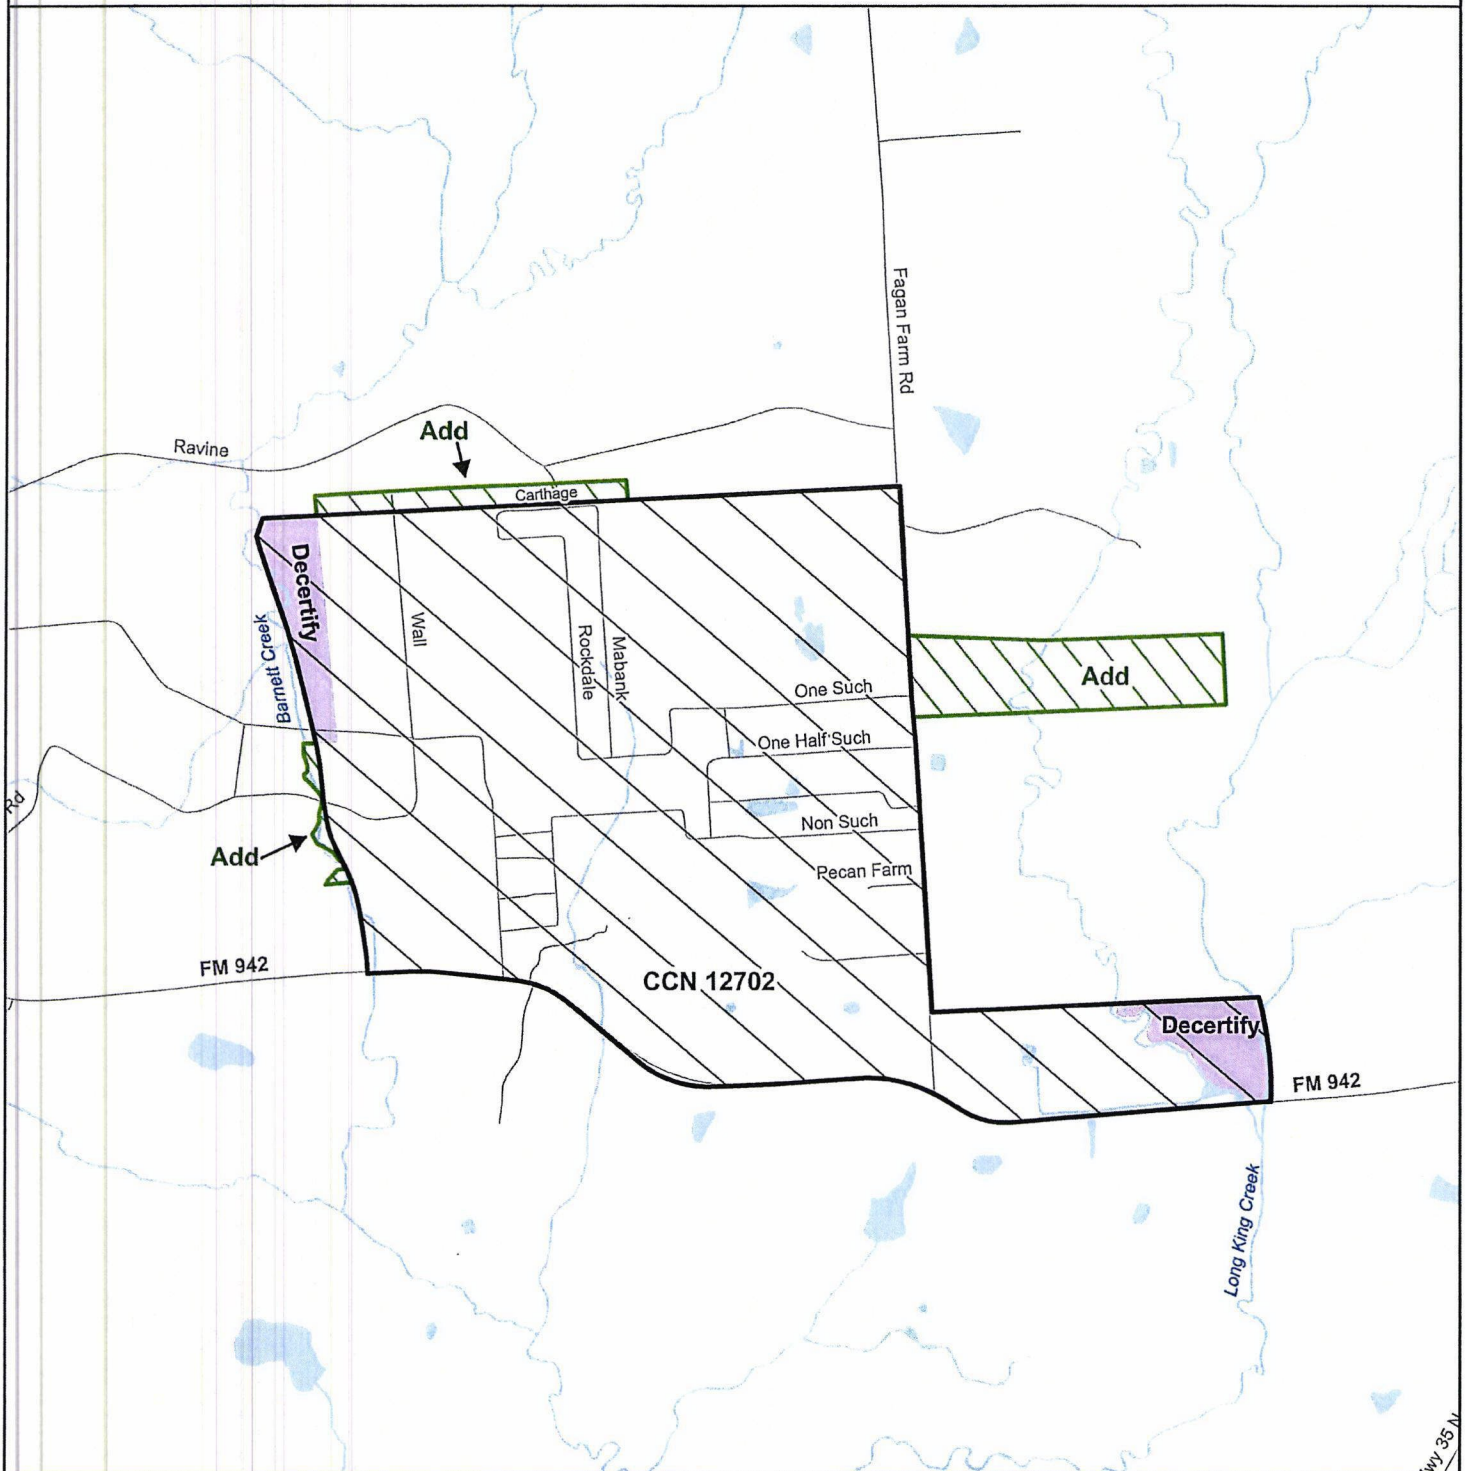 Fagan Farm Rd
Add
Ravine
Carthage
Decertify
Barnett Creek
Wall
Rockdale
Mabank
Add
One Such
One Half Such
Rd
Non Such
Add
Pecan Farm
FM 942
CCN 12702
Decertify
FM 942
Long King Creek
wy 35 N